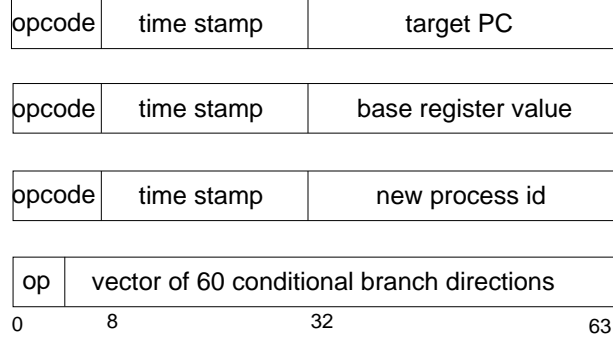 opcode time stamp target PC
opcode time stamp base register value
opcode time stamp new process id
op vector of 60 conditional branch directions
0 8 32 63